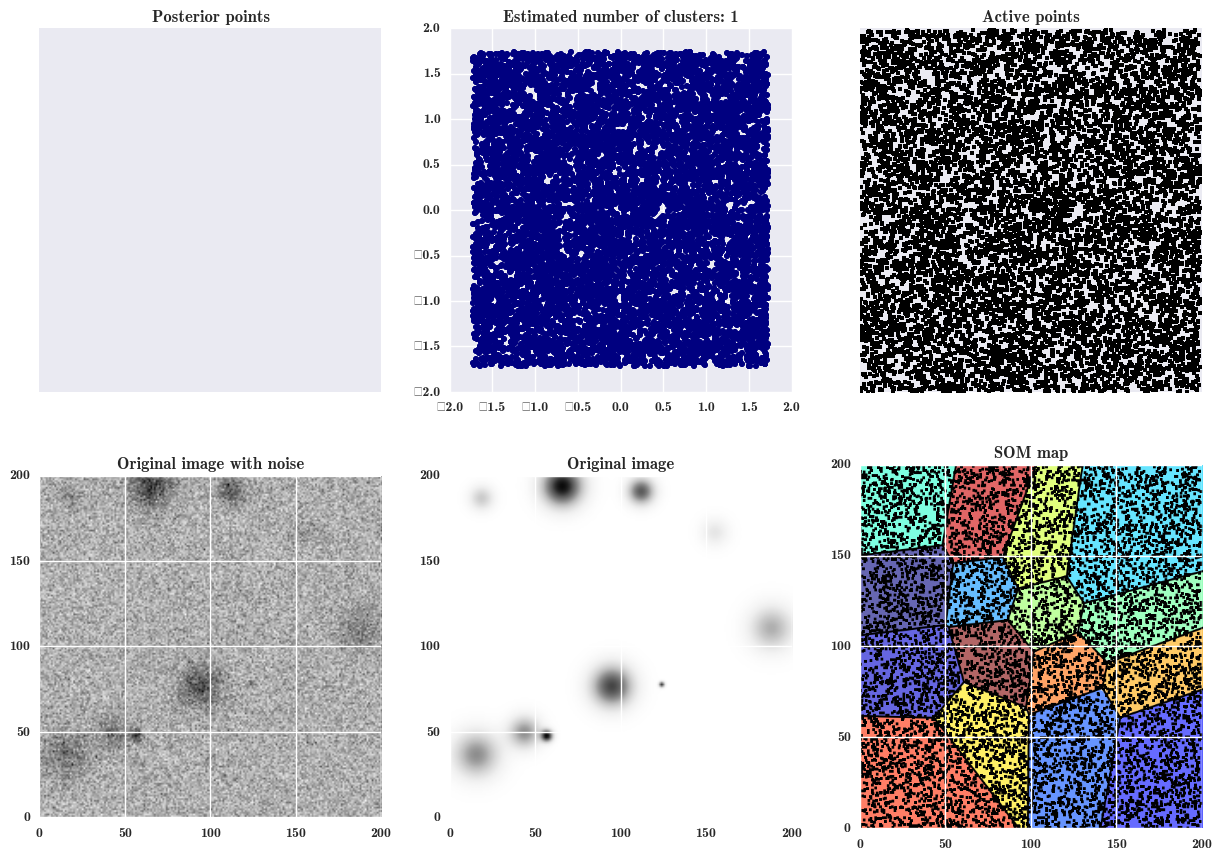 Posterior points
Estimated number of clusters: 1
Active points
2.0
1.5
1.0
0.5
0.0
□0.5
□1.0
□1.5
□2.0
□2.0 □1.5 □1.0 □0.5 0.0 0.5 1.0 1.5 2.0
Original image with noise
Original image
SOM map
200
150
100
50
0
0 50 100 150 200
200
150
100
50
0
0 50 100 150 200
200
150
100
50
0
0 50 100 150 200